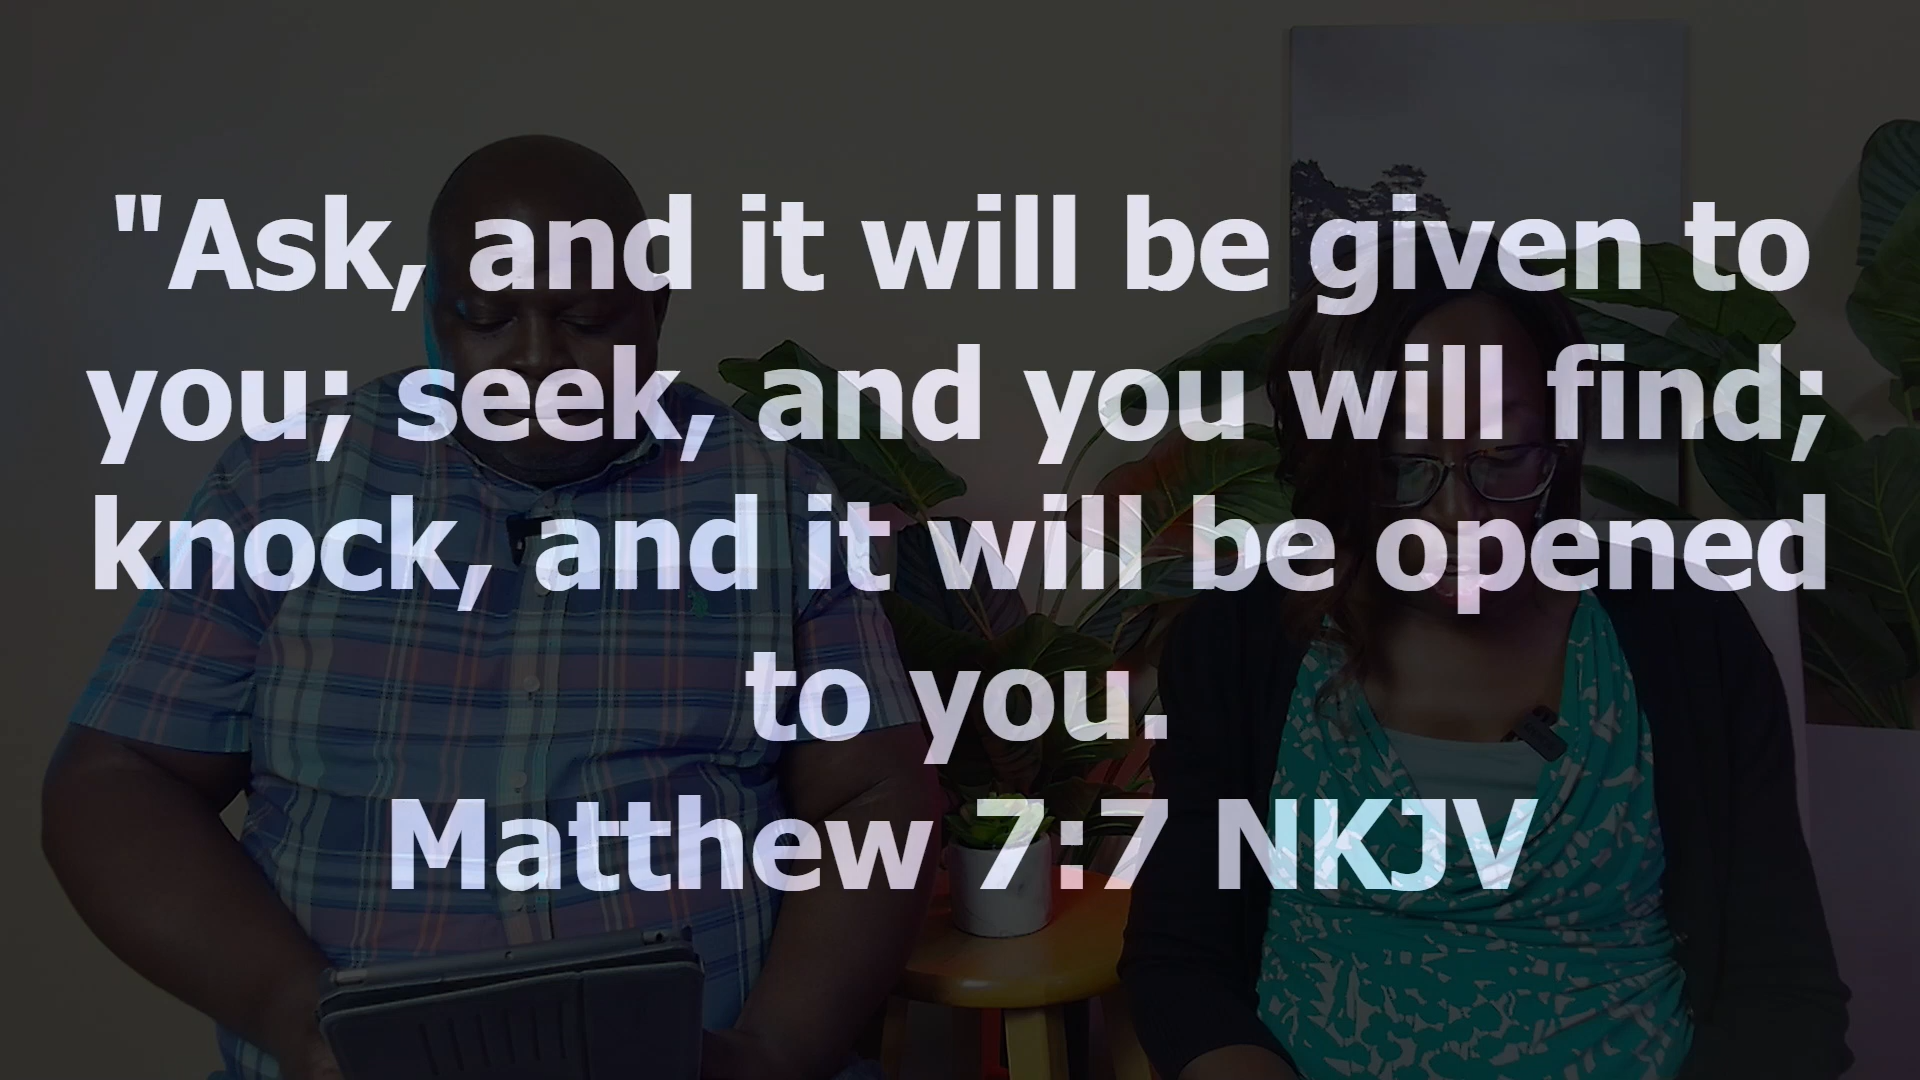 "Ask, and it will be given to
you; seek, and you will find;
knock, and it will be opened
to you.
Matthew 7:7 NKJV